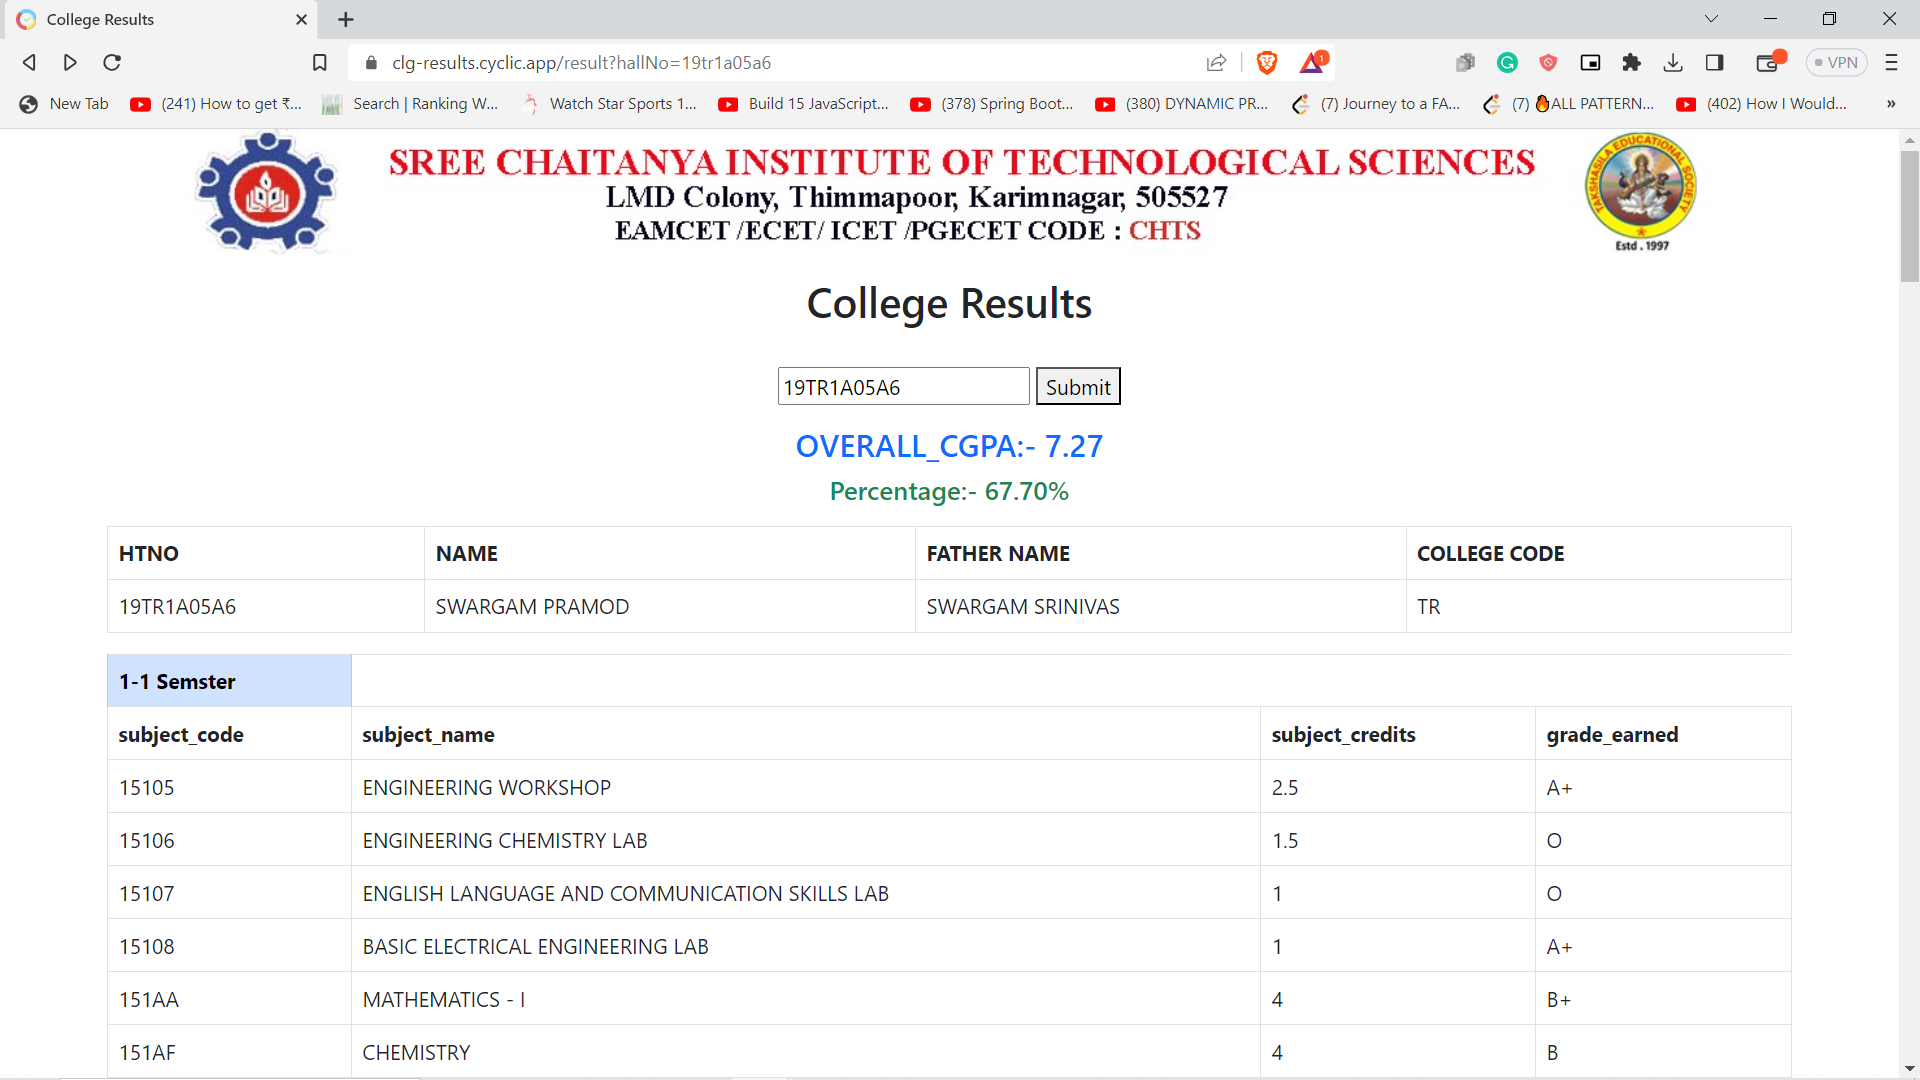 College Results
clg-results.cyclic.app/result?hallNo=19tr1a05a6
1
VPN
New Tab
(241) How to get ₹...
Search | Ranking W...
Watch Star Sports 1...
Build 15 JavaScript...
(378) Spring Boot...
(380) DYNAMIC PR...
(7) Journey to a FA...
(7) 🔥ALL PATTERN...
(402) How I Would...
»
SREE CHAITANYA INSTITUTE OF TECHNOLOGICAL SCIENCES
LMD Colony, Thimmapoor, Karimnagar, 505527
EAMCET /ECET/ ICET /PGECET CODE : CHTS
TAKSHASILA EDUCATIONAL SOCIETY
Estd . 1997
College Results
19TR1A05A6 Submit
OVERALL_CGPA:- 7.27
Percentage:- 67.70%
HTNO NAME FATHER NAME COLLEGE CODE
19TR1A05A6 SWARGAM PRAMOD SWARGAM SRINIVAS TR
1-1 Semster
subject_code subject_name subject_credits grade_earned
15105 ENGINEERING WORKSHOP 2.5 A+
15106 ENGINEERING CHEMISTRY LAB 1.5 O
15107 ENGLISH LANGUAGE AND COMMUNICATION SKILLS LAB 1 O
15108 BASIC ELECTRICAL ENGINEERING LAB 1 A+
151AA MATHEMATICS - I 4 B+
151AF CHEMISTRY 4 B